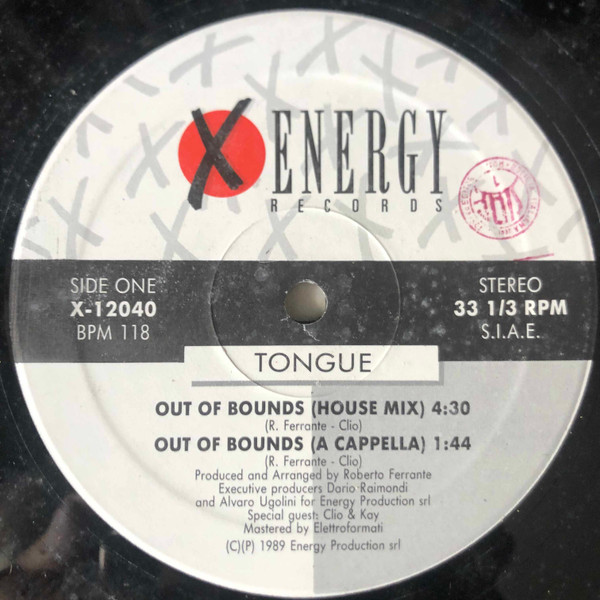 X ENERGY
RECORDS
SIDE ONE
X-12040
BPM 118
STEREO
33 1/3 RPM
S.I.A.E.
TONGUE
OUT OF BOUNDS (HOUSE MIX) 4:30
(R. Ferrante - Clio)
OUT OF BOUNDS (A CAPPELLA) 1:44
(R. Ferrante - Clio)
Produced and Arranged by Roberto Ferrante
Executive producers Dario Raimondi
and Alvaro Ugolini for Energy Production srl
Special guest: Clio & Kay
Mastered by Elettroformati
(C)(P) 1989 Energy Production srl